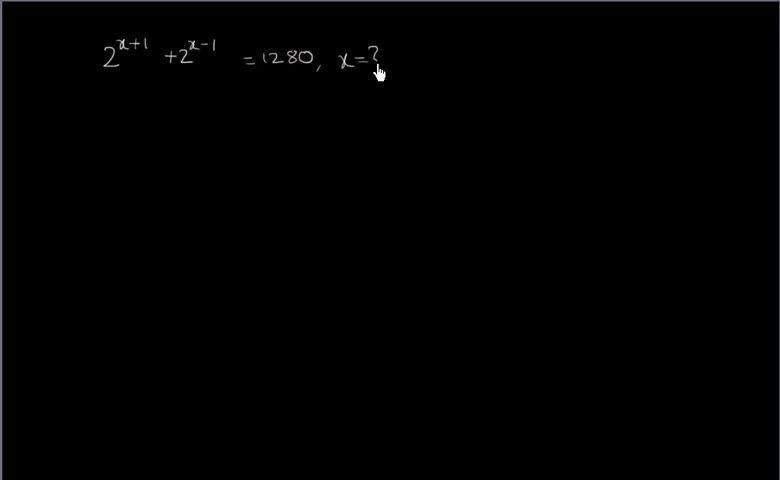 2^{x+1} + 2^{x-1} = 1280, x = ?